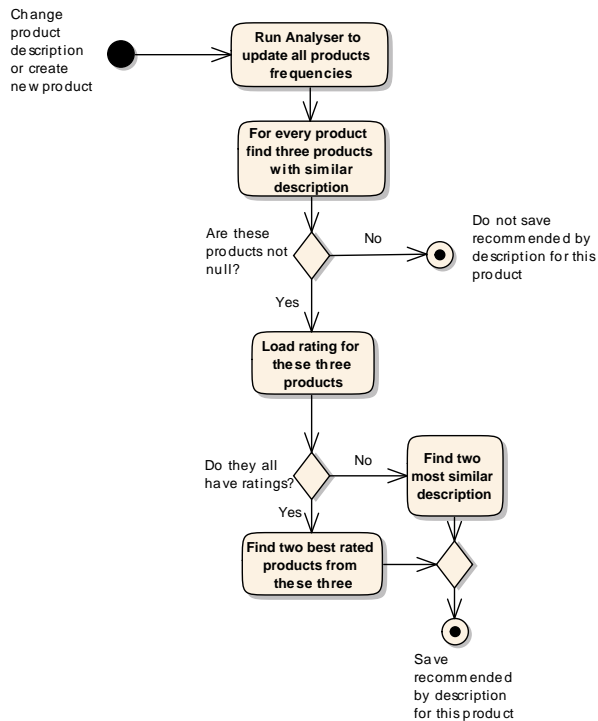 Change
product
description
or create
new product
Run Analyser to
update all products
frequencies
For every product
find three products
with similar
description
Are these
products not
null?
No
Do not save
recommended by
description for this
product
Yes
Load rating for
these three
products
Do they all
have ratings?
No
Find two
most similar
description
Yes
Find two best rated
products from
these three
Save
recommended
by description
for this product